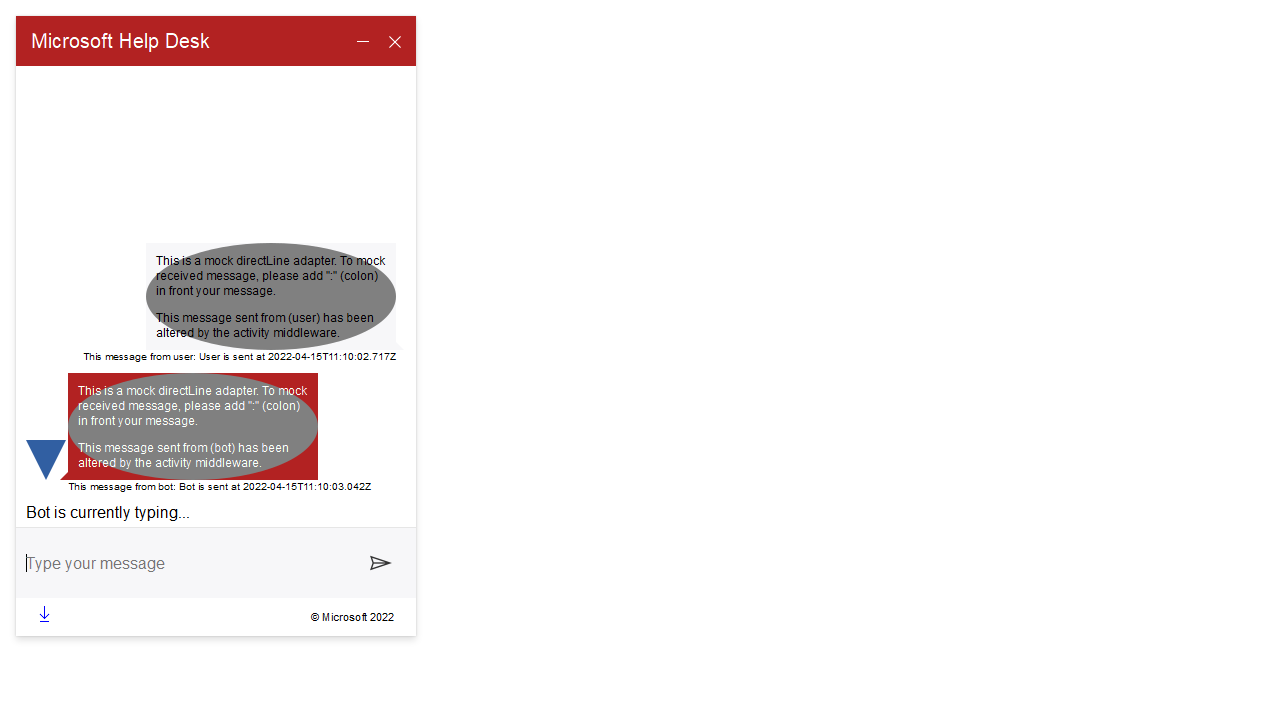 Microsoft Help Desk
This is a mock directLine adapter. To mock
received message, please add ":" (colon)
in front your message.
This message sent from (user) has been
altered by the activity middleware.
This message from user: User is sent at 2022-04-15T11:10:02.717Z
This is a mock directLine adapter. To mock
received message, please add ":" (colon)
in front your message.
This message sent from (bot) has been
altered by the activity middleware.
This message from bot: Bot is sent at 2022-04-15T11:10:03.042Z
Bot is currently typing...
Type your message
© Microsoft 2022